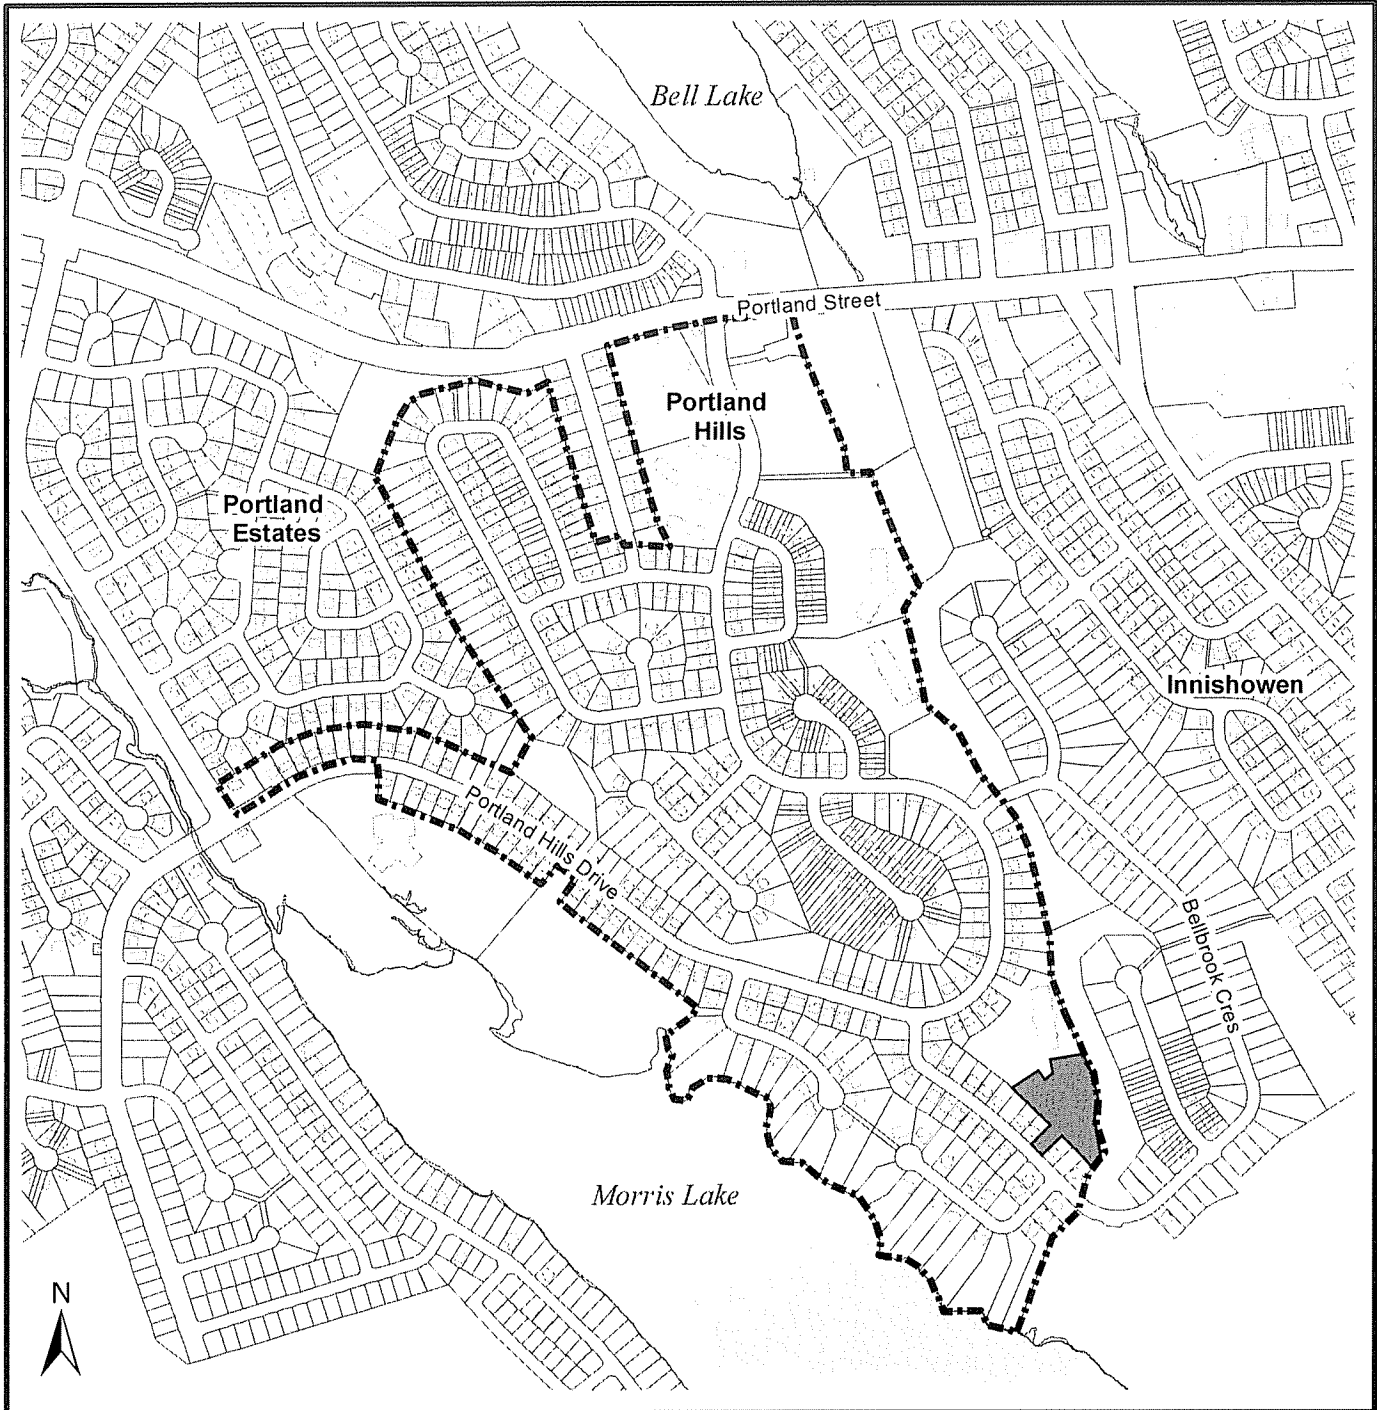 Bell Lake
Portland Street
Portland
Hills
Portland
Estates
Innishowen
Portland Hills Drive
Bellbrook Cres
Morris Lake
N